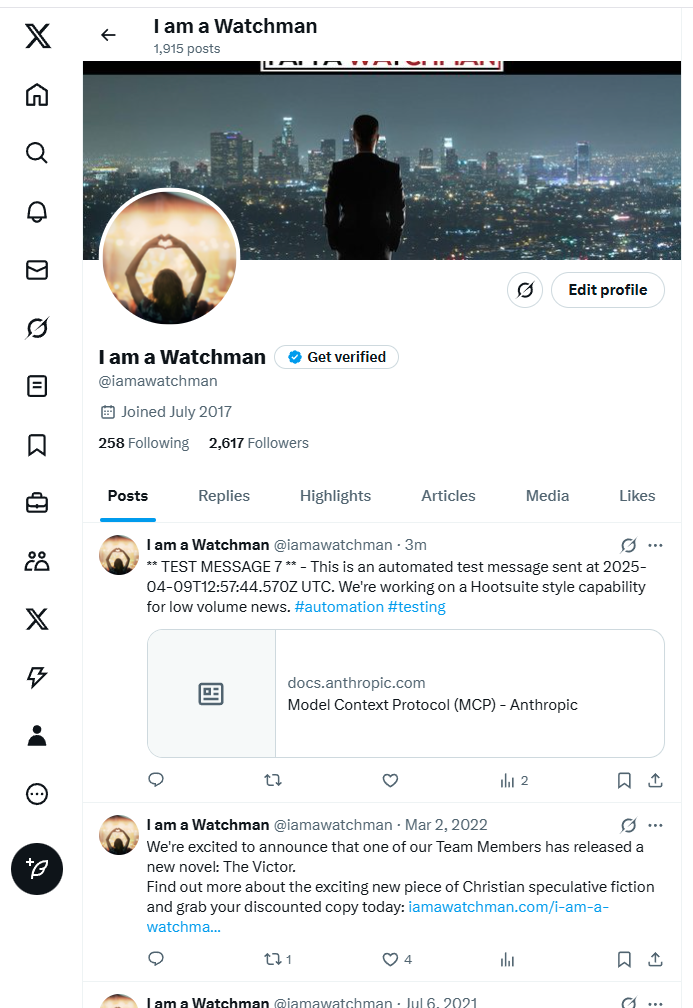 I am a Watchman
1,915 posts
Edit profile
I am a Watchman Get verified
@iamawatchman
Joined July 2017
258 Following 2,617 Followers
Posts Replies Highlights Articles Media Likes
I am a Watchman @iamawatchman · 3m
** TEST MESSAGE 7 ** - This is an automated test message sent at 2025-
04-09T12:57:44.570Z UTC. We're working on a Hootsuite style capability
for low volume news. #automation #testing
docs.anthropic.com
Model Context Protocol (MCP) - Anthropic
2
I am a Watchman @iamawatchman · Mar 2, 2022
We're excited to announce that one of our Team Members has released a
new novel: The Victor.
Find out more about the exciting new piece of Christian speculative fiction
and grab your discounted copy today: iamawatchman.com/i-am-a-
watchma...
1 4
I am a Watchman @iamawatchman · Jul 6, 2021